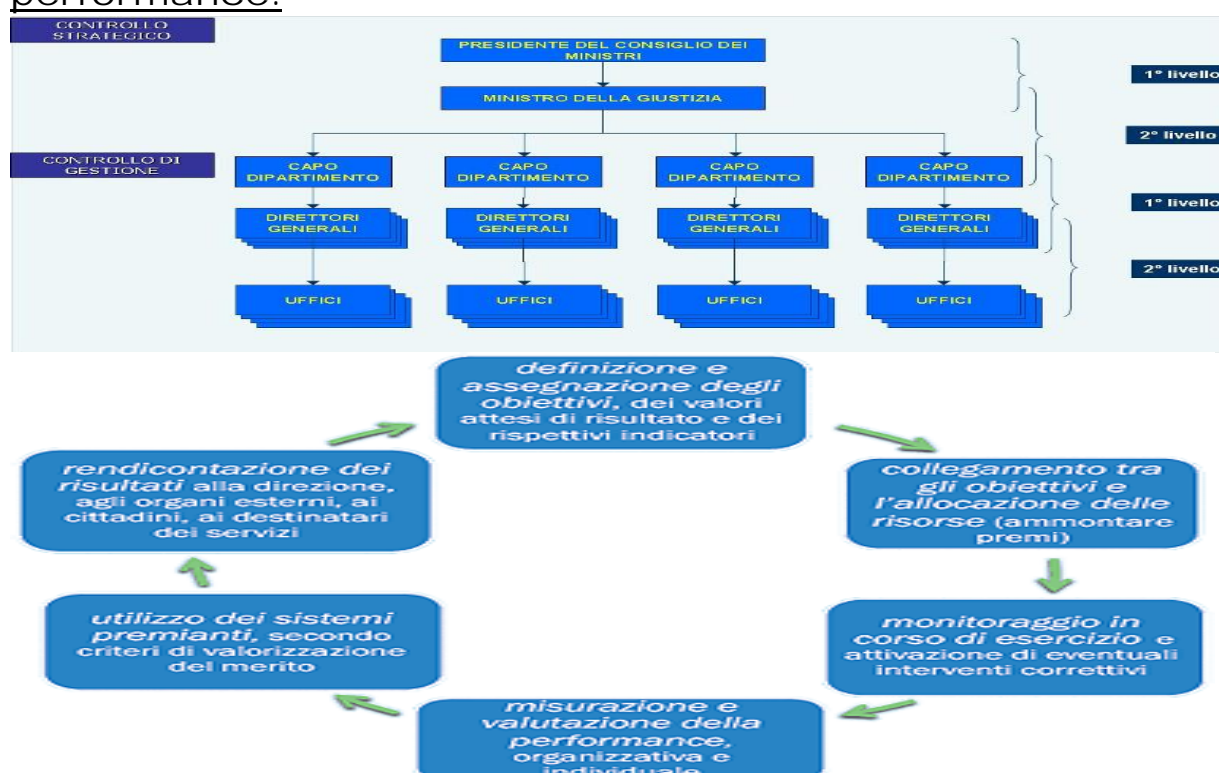 performance.
CONTROLLO
STRATEGICO
PRESIDENTE DEL CONSIGLIO DEI
MINISTRI
1° livello
MINISTRO DELLA GIUSTIZIA
2° livello
CONTROLLO DI
GESTIONE
CAPO
DIPARTIMENTO
CAPO
DIPARTIMENTO
CAPO
DIPARTIMENTO
CAPO
DIPARTIMENTO
1° livello
DIRETTORI
GENERALI
DIRETTORI
GENERALI
DIRETTORI
GENERALI
DIRETTORI
GENERALI
2° livello
UFFICI
UFFICI
UFFICI
UFFICI
definizione e
assegnazione degli
obiettivi, dei valori
attesi di risultato e dei
rispettivi indicatori
collegamento tra
gli obiettivi e
l'allocazione delle
risorse (ammontare
premi)
monitoraggio in
corso di esercizio e
attivazione di eventuali
interventi correttivi
misurazione e
valutazione della
performance,
organizzativa e
individuale
utilizzo dei sistemi
premianti, secondo
criteri di valorizzazione
del merito
rendicontazione dei
risultati alla direzione,
agli organi esterni, ai
cittadini, ai destinatari
dei servizi